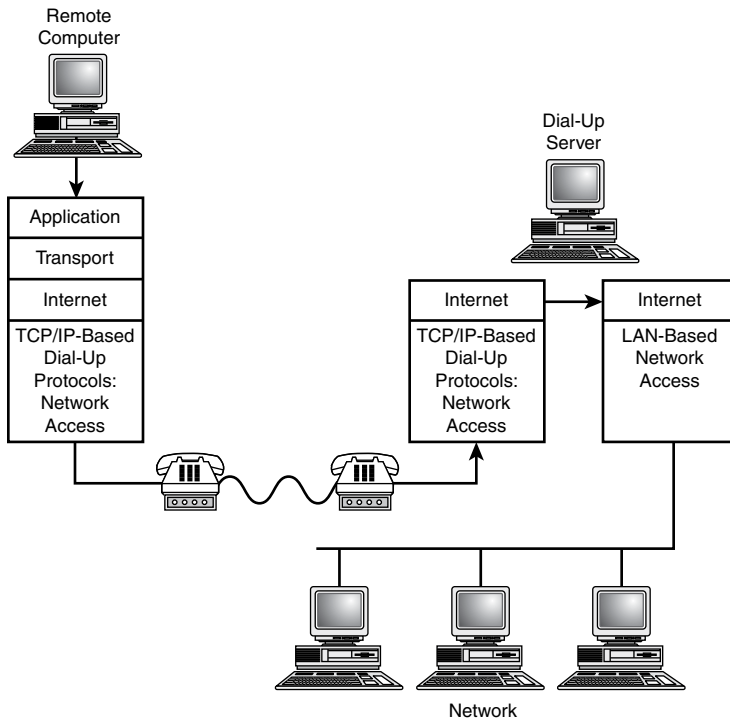 Remote
Computer
Dial-Up
Server
Application
Transport
Internet
TCP/IP-Based
Dial-Up
Protocols:
Network
Access
Internet
TCP/IP-Based
Dial-Up
Protocols:
Network
Access
Internet
LAN-Based
Network
Access
Network